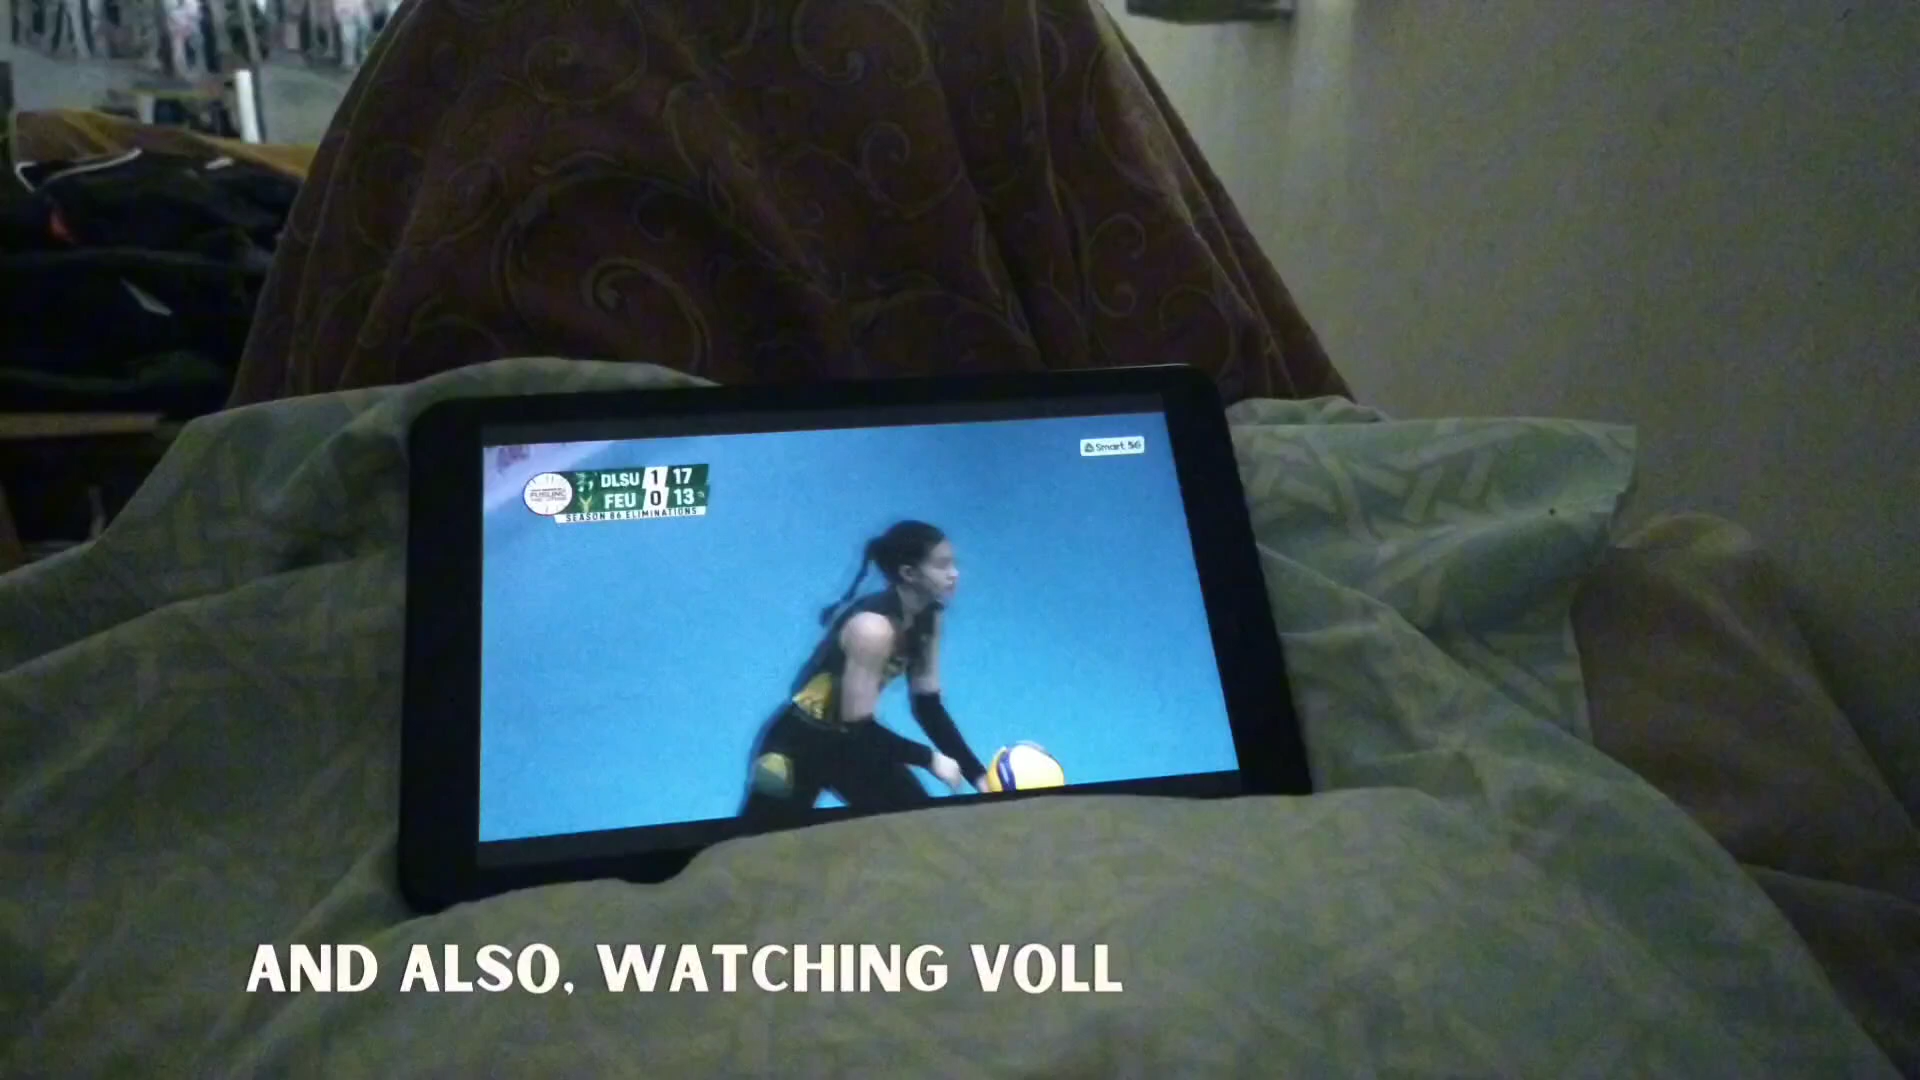 Smart 5G
DLSU 1 17
FEU 0 13
SEASON 86 ELIMINATIONS
AND ALSO, WATCHING VOLL